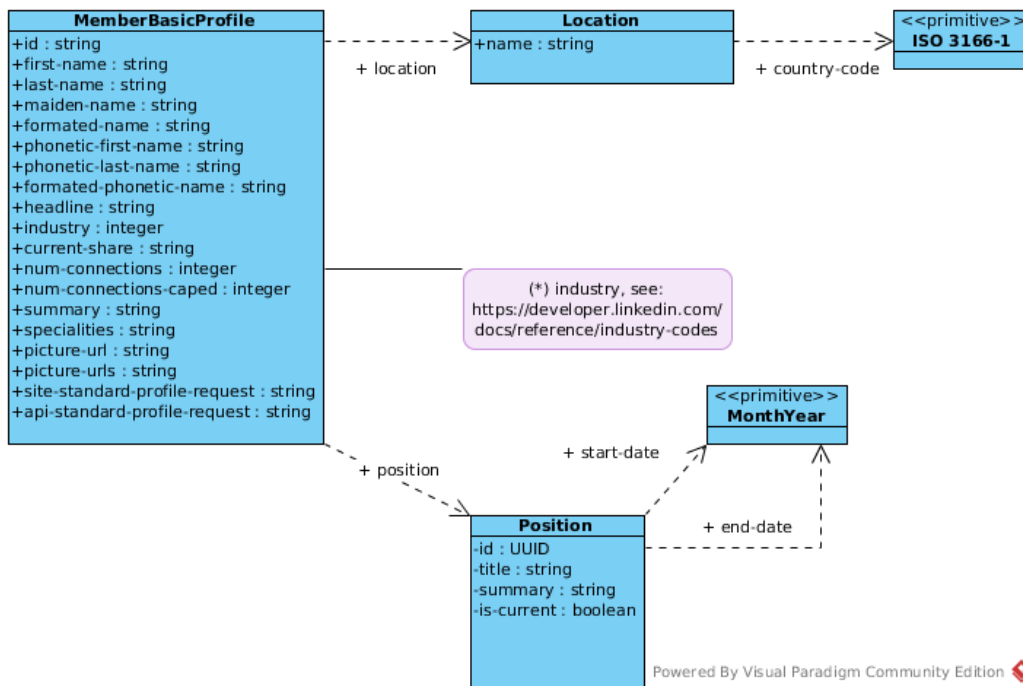 MemberBasicProfile
+id : string
+first-name : string
+last-name : string
+maiden-name : string
+formated-name : string
+phonetic-first-name : string
+phonetic-last-name : string
+formated-phonetic-name : string
+headline : string
+industry : integer
+current-share : string
+num-connections : integer
+num-connections-caped : integer
+summary : string
+specialities : string
+picture-url : string
+picture-urls : string
+site-standard-profile-request : string
+api-standard-profile-request : string
+ location
Location
+name : string
+ country-code
<<primitive>>
ISO 3166-1
(*) industry, see:
https://developer.linkedin.com/
docs/reference/industry-codes
<<primitive>>
MonthYear
+ start-date
+ position
+ end-date
Position
-id : UUID
-title : string
-summary : string
-is-current : boolean
Powered By Visual Paradigm Community Edition